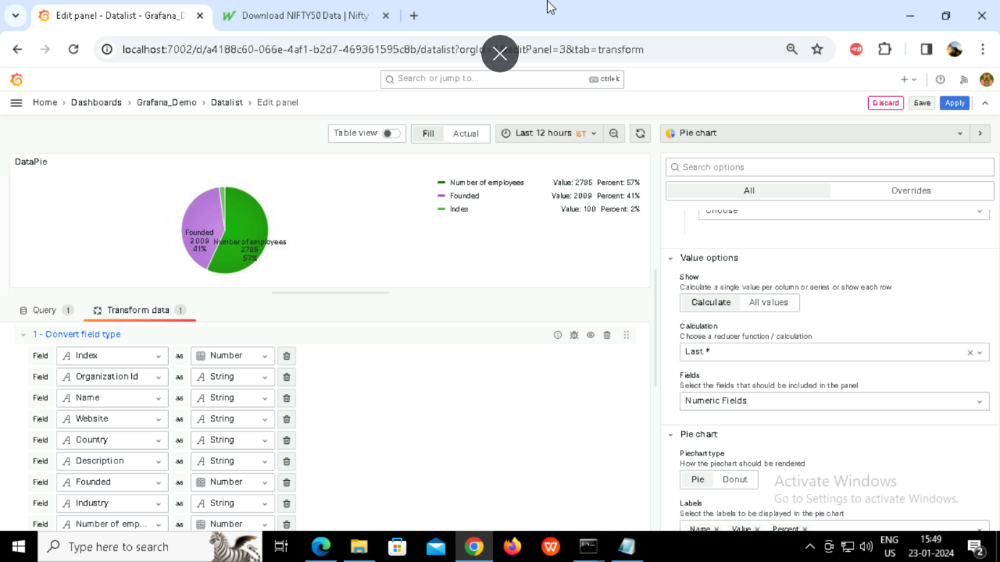 Edit panel - Datalist - Grafana_D
Download NIFTY50 Data | Nifty
localhost:7002/d/a4188c60-066e-4af1-b2d7-469361595c8b/datalist?orgId= &editPanel=3&tab=transform
Search or jump to...
ctrl+k
Home › Dashboards › Grafana_Demo › Datalist › Edit panel
Discard
Save
Apply
Table view
Fill
Actual
Last 12 hours IST
Pie chart
DataPie
Number of employees Value: 2785 Percent: 57%
Founded Value: 2009 Percent: 41%
Index Value: 100 Percent: 2%
Founded
2009
41%
Number of employees
2785
57%
Search options
All
Overrides
Choose
Value options
Show
Calculate a single value per column or series or show each row
Calculate
All values
Calculation
Choose a reducer function / calculation
Last *
Fields
Select the fields that should be included in the panel
Numeric Fields
Pie chart
Piechart type
How the piechart should be rendered
Pie
Donut
Labels
Select the labels to be displayed in the pie chart
Name × Value × Percent ×
Query 1
Transform data 1
1 - Convert field type
Field Index as Number
Field Organization Id as String
Field Name as String
Field Website as String
Field Country as String
Field Description as String
Field Founded as Number
Field Industry as String
Field Number of emp... as Number
Activate Windows
Go to Settings to activate Windows.
Type here to search
ENG
US
15:49
23-01-2024
2